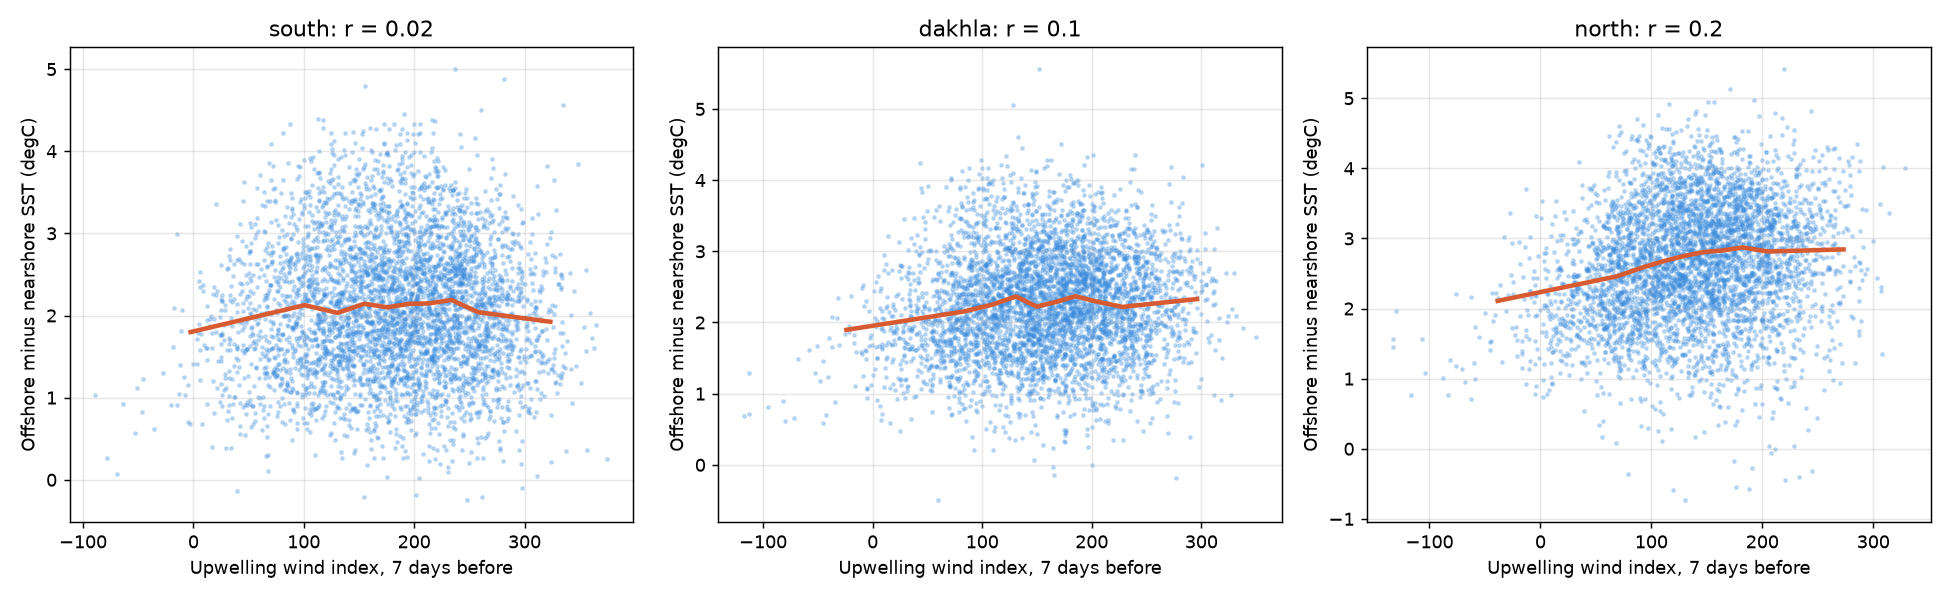 south: r = 0.02
Offshore minus nearshore SST (degC)
5
4
3
2
1
0
−100 0 100 200 300
Upwelling wind index, 7 days before
dakhla: r = 0.1
Offshore minus nearshore SST (degC)
5
4
3
2
1
0
−100 0 100 200 300
Upwelling wind index, 7 days before
north: r = 0.2
Offshore minus nearshore SST (degC)
5
4
3
2
1
0
−1
−100 0 100 200 300
Upwelling wind index, 7 days before